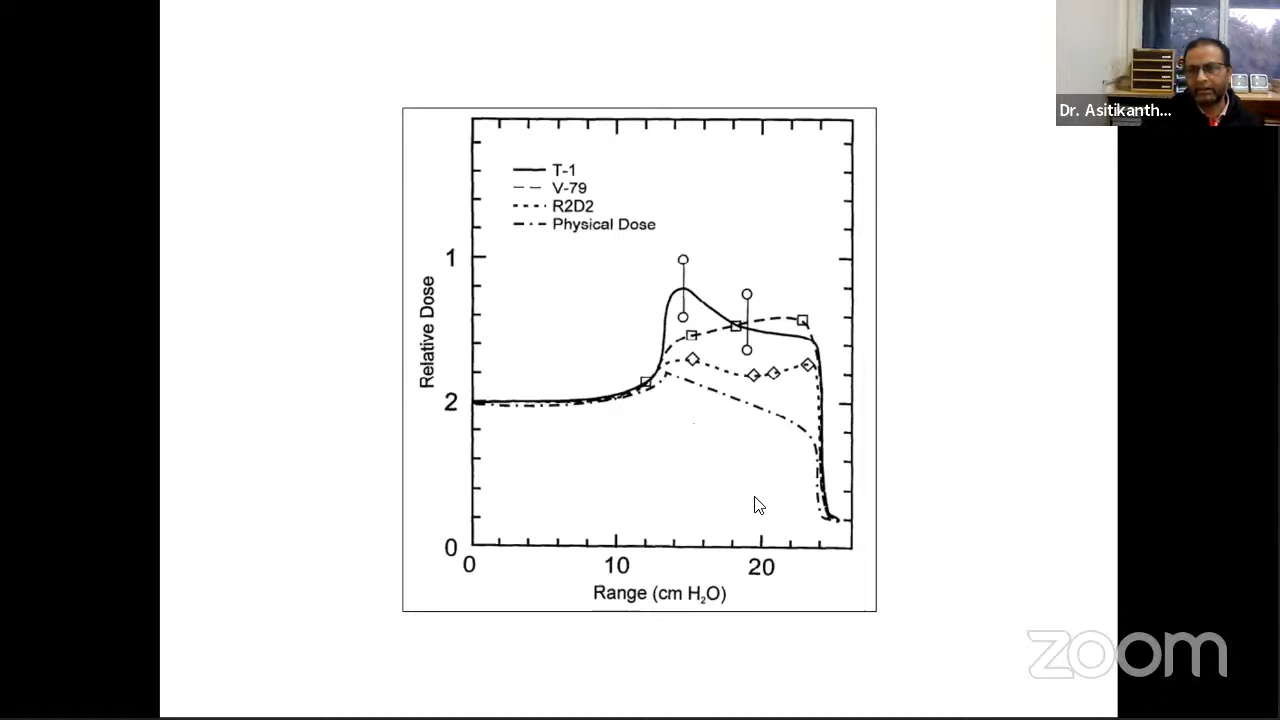 Dr. Asitikanth...
T-1
V-79
R2D2
Physical Dose
1
Relative Dose
2
0
0 10 20
Range (cm H₂O)
zoom